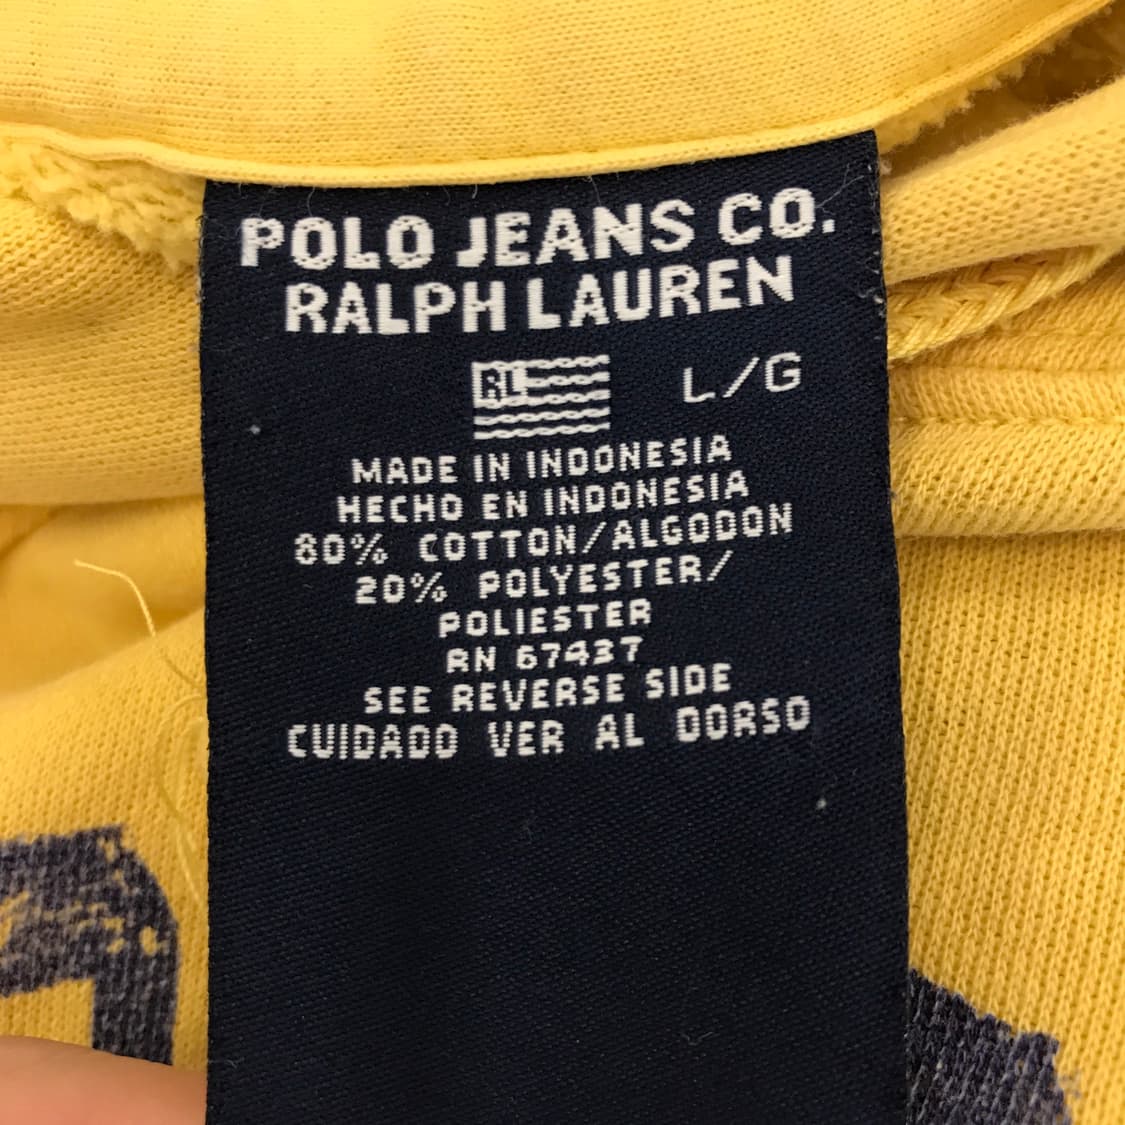 POLO JEANS CO.
RALPH LAUREN
RL
L/G
MADE IN INDONESIA
HECHO EN INDONESIA
80% COTTON/ALGODON
20% POLYESTER/
POLIESTER
RN 67437
SEE REVERSE SIDE
CUIDADO VER AL DORSO